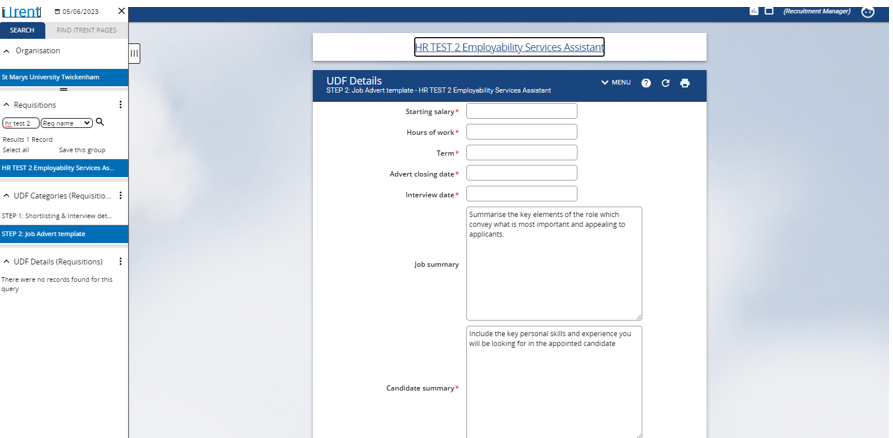 iTrent
05/06/2023
(Recruitment Manager)
SEARCH
FIND ITRENT PAGES
Organisation
St Marys University Twickenham
Requisitions
hr test 2
Req name
Results 1 Record
Select all
Save this group
HR TEST 2 Employability Services As...
UDF Categories (Requisitio...
STEP 1: Shortlisting & Interview det...
STEP 2: Job Advert template
UDF Details (Requisitions)
There were no records found for this
query
HR TEST 2 Employability Services Assistant
UDF Details
STEP 2: Job Advert template - HR TEST 2 Employability Services Assistant
MENU
Starting salary*
Hours of work*
Term*
Advert closing date*
Interview date*
Job summary
Summarise the key elements of the role which
convey what is most important and appealing to
applicants.
Candidate summary*
Include the key personal skills and experience you
will be looking for in the appointed candidate